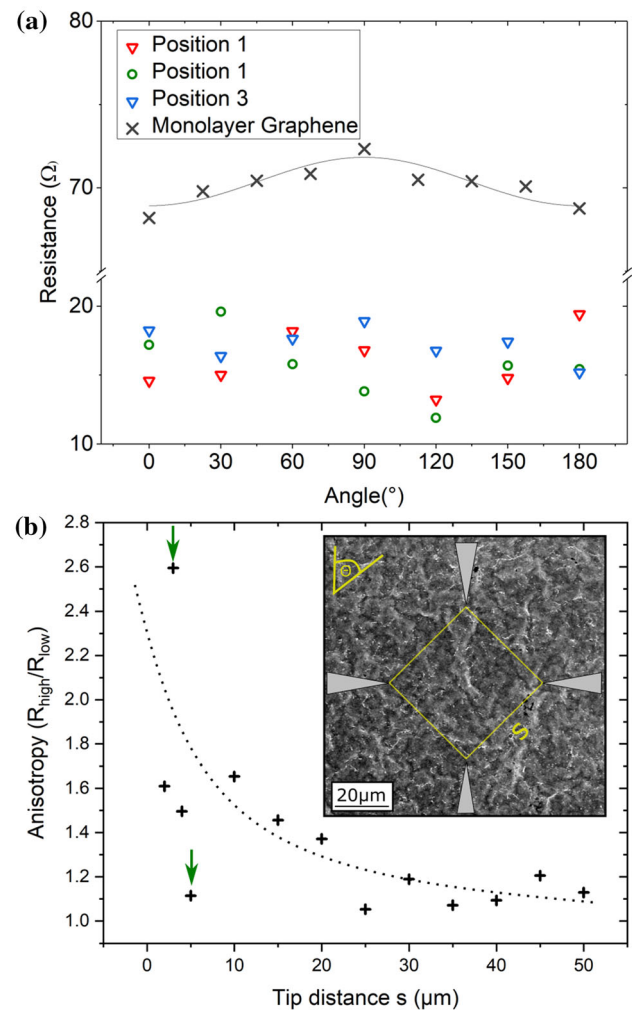 (a)
80
Position 1
Position 1
Position 3
Monolayer Graphene
70
20
10
Resistance (Ω)
0 30 60 90 120 150 180
Angle(°)
(b)
2.8
2.6
2.4
2.2
2.0
1.8
1.6
1.4
1.2
1.0
Anisotropy (Rhigh/Rlow)
Θ
S
20µm
0 10 20 30 40 50
Tip distance s (µm)